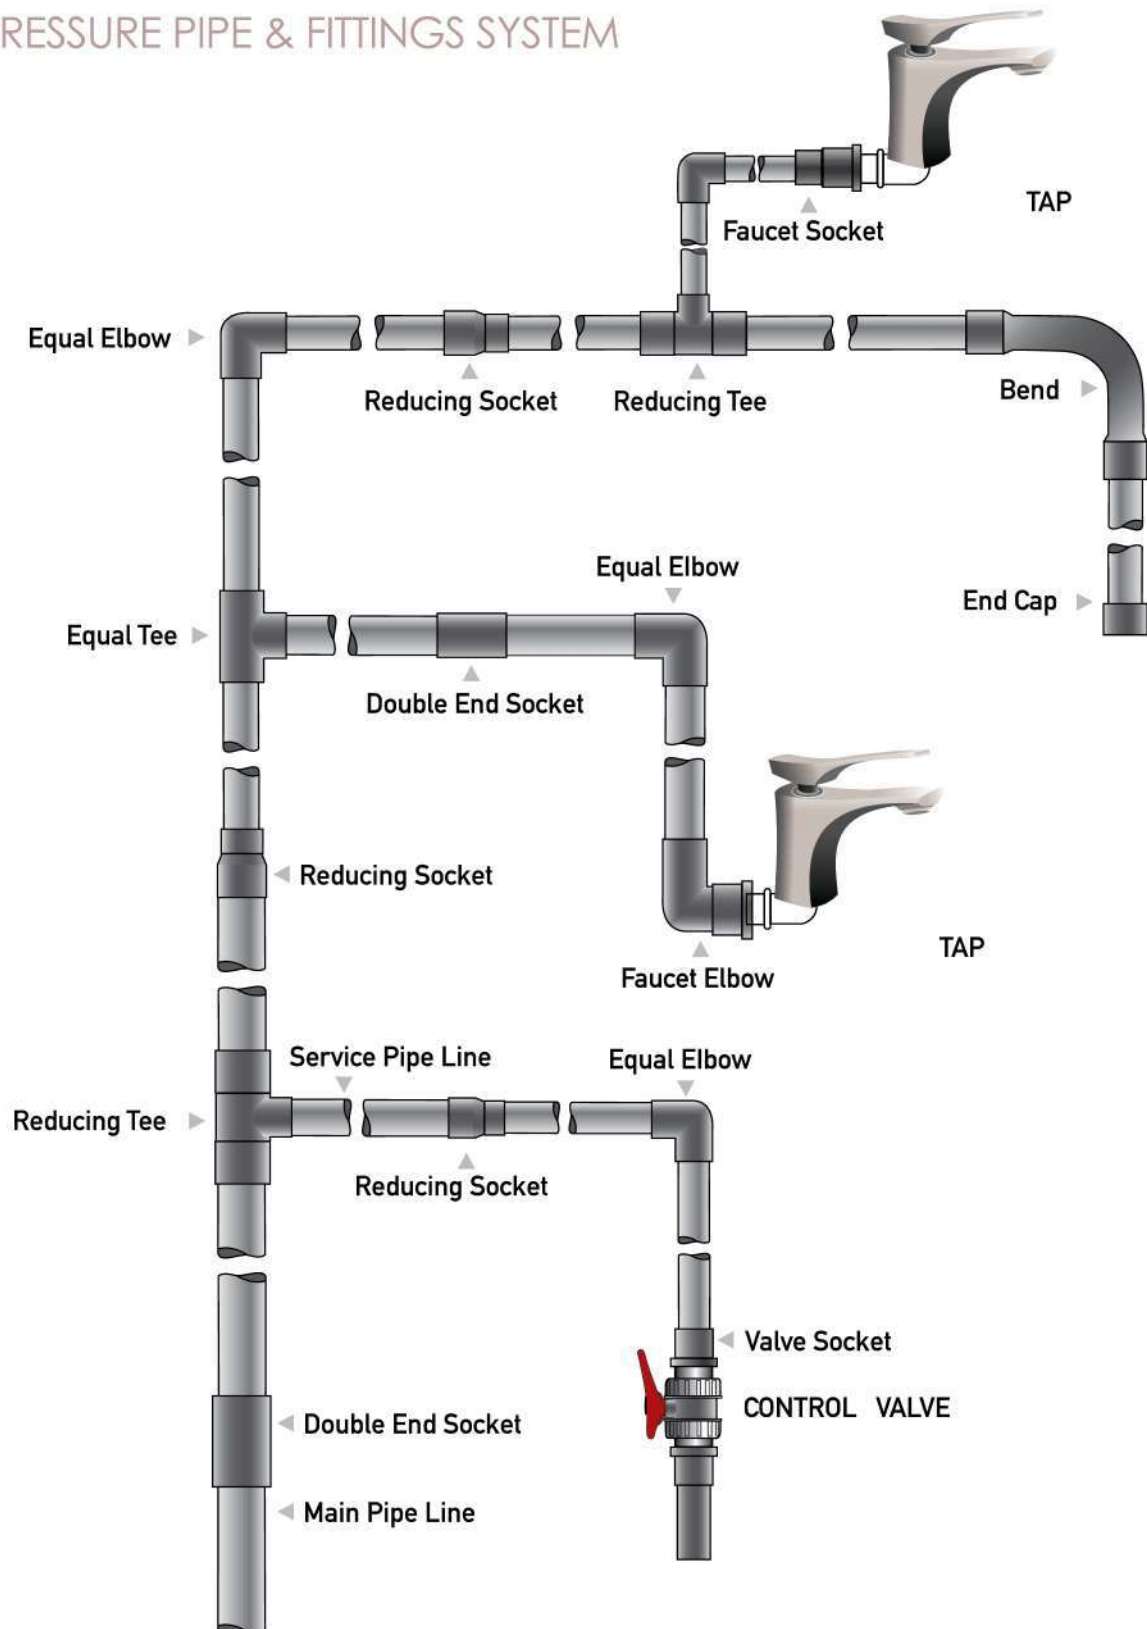 RESSURE PIPE & FITTINGS SYSTEM
TAP
Faucet Socket
Equal Elbow
Reducing Socket
Reducing Tee
Bend
Equal Elbow
End Cap
Equal Tee
Double End Socket
Reducing Socket
TAP
Faucet Elbow
Service Pipe Line
Equal Elbow
Reducing Tee
Reducing Socket
Valve Socket
CONTROL VALVE
Double End Socket
Main Pipe Line